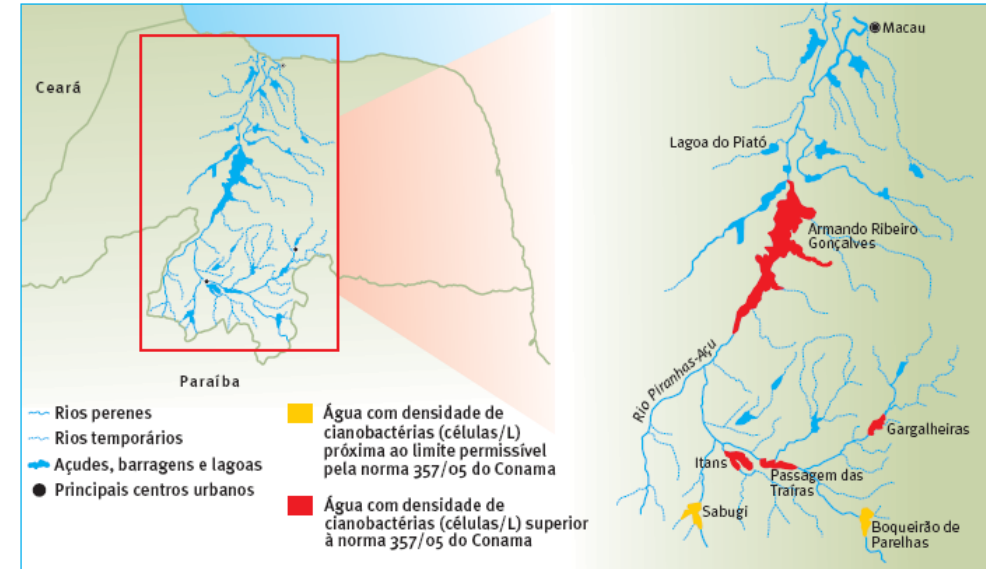 Ceará
Paraíba
Rios perenes
Rios temporários
Açudes, barragens e lagoas
Principais centros urbanos
Água com densidade de
cianobactérias (células/L)
próxima ao limite permissível
pela norma 357/05 do Conama
Água com densidade de
cianobactérias (células/L) superior
à norma 357/05 do Conama
Macau
Lagoa do Piató
Armando Ribeiro
Gonçalves
Rio Piranhas-Açu
Gargalheiras
Itans
Passagem das
Traíras
Sabugi
Boqueirão de
Parelhas